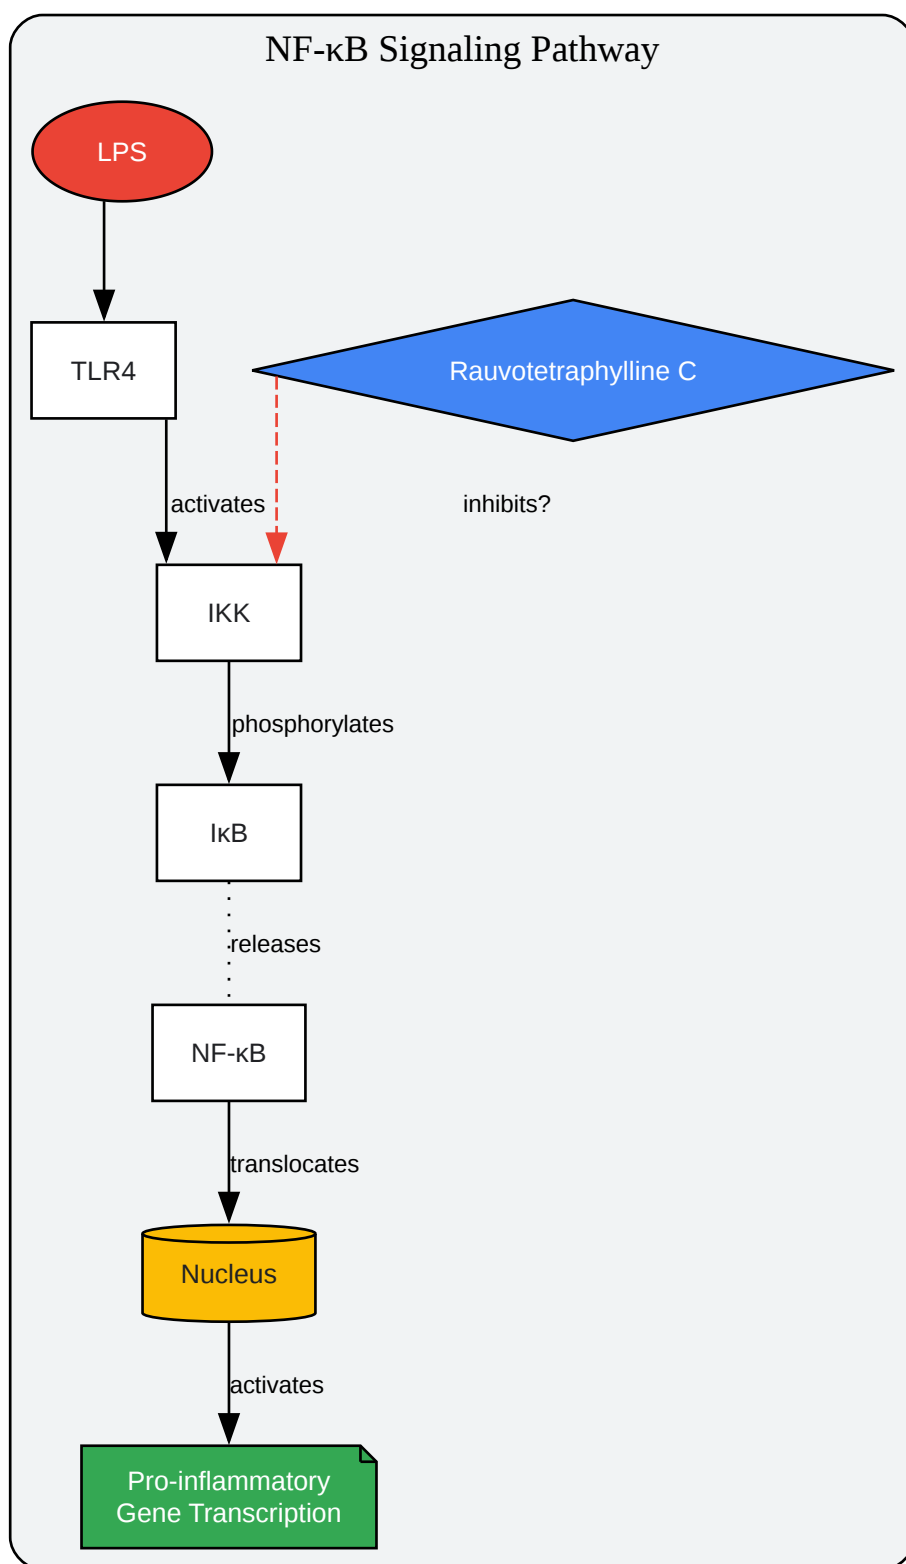 NF-κB Signaling Pathway
LPS
TLR4
Rauvotetraphylline C
activates
inhibits?
IKK
phosphorylates
IκB
releases
NF-κB
translocates
Nucleus
activates
Pro-inflammatory
Gene Transcription